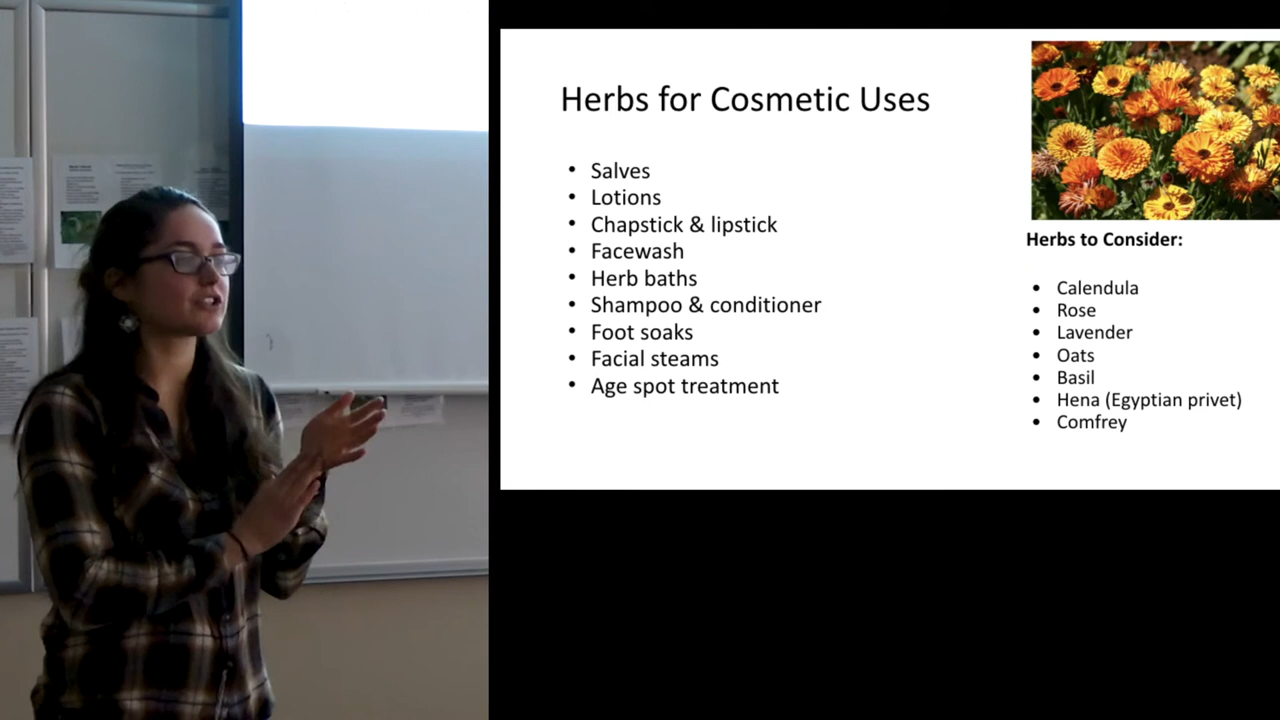 Herbs for Cosmetic Uses
• Salves
• Lotions
• Chapstick & lipstick
• Facewash
• Herb baths
• Shampoo & conditioner
• Foot soaks
• Facial steams
• Age spot treatment
Herbs to Consider:
• Calendula
• Rose
• Lavender
• Oats
• Basil
• Hena (Egyptian privet)
• Comfrey